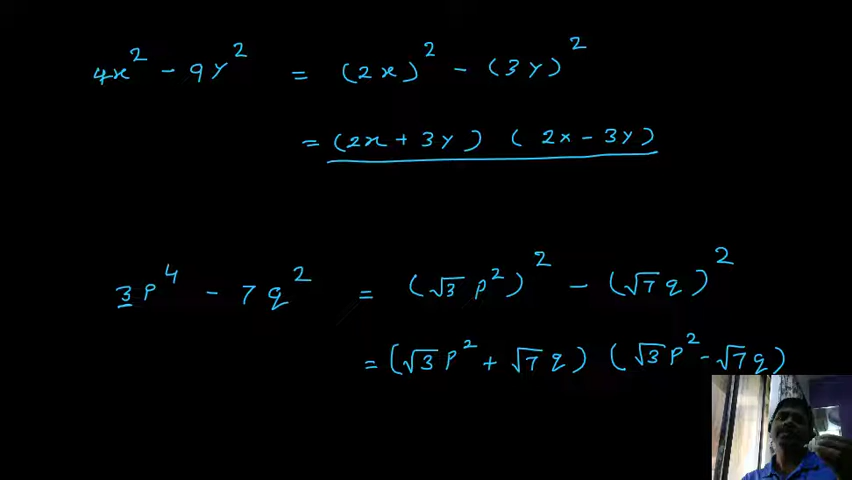 4x² - 9y² = (2x)² - (3y)²
= (2x + 3y) (2x - 3y)
3p⁴ - 7q² = (√3 p²)² - (√7 q)²
= (√3 p² + √7 q) (√3 p² - √7 q)